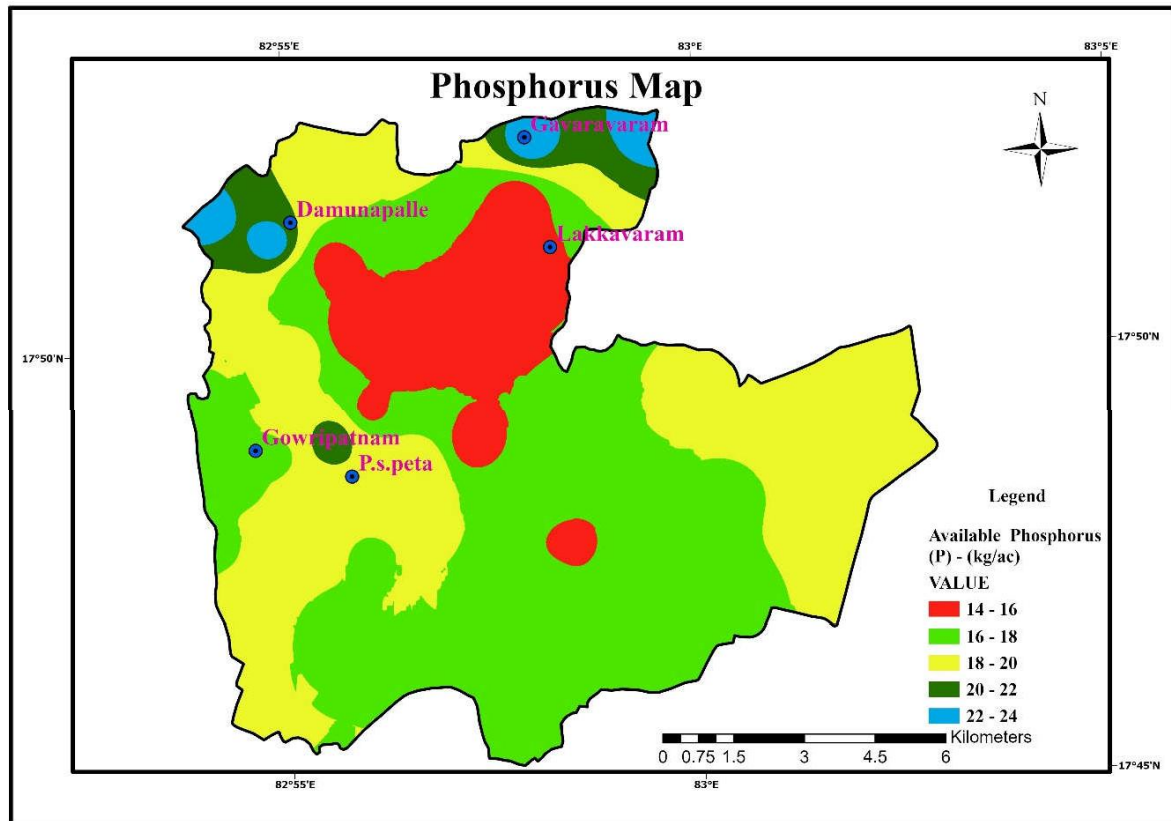 82°55'E 83°E 83°5'E
Phosphorus Map
N
Gavaravaram
Damunapalle
Lakkavaram
17°50'N 17°50'N
Gowripatnam
P.s.peta
Legend
Available Phosphorus
(P) - (kg/ac)
VALUE
14 - 16
16 - 18
18 - 20
20 - 22
22 - 24
Kilometers
0 0.75 1.5 3 4.5 6
17°45'N
82°55'E 83°E